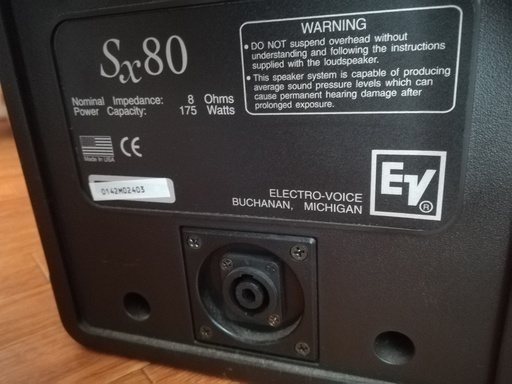 Sx80
Nominal Impedance: 8 Ohms
Power Capacity: 175 Watts
Made in USA
CE
0142M02403
WARNING
• DO NOT suspend overhead without
understanding and following the instructions
supplied with the loudspeaker.
• This speaker system is capable of producing
average sound pressure levels which can
cause permanent hearing damage after
prolonged exposure.
ELECTRO-VOICE
BUCHANAN, MICHIGAN
EV
®